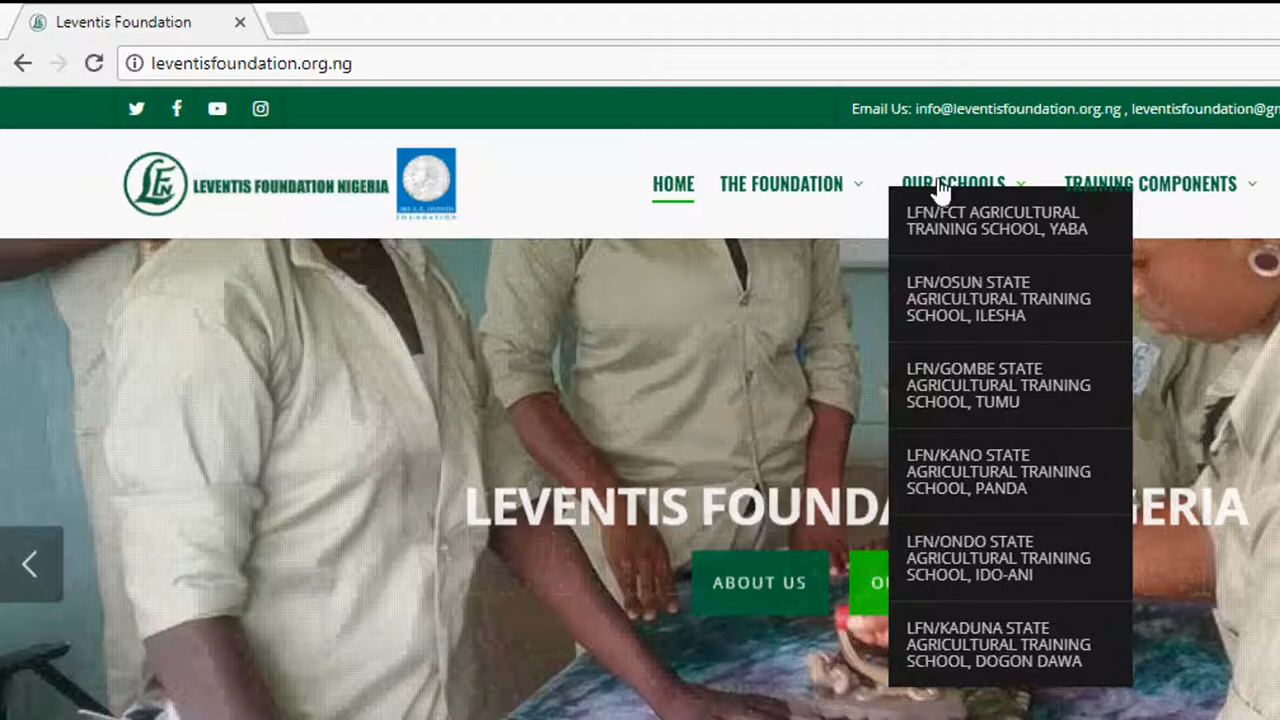 Leventis Foundation
leventisfoundation.org.ng
Email Us: info@leventisfoundation.org.ng , leventisfoundation@gm
LFN
LEVENTIS FOUNDATION NIGERIA
HOME
THE FOUNDATION
OUR SCHOOLS
TRAINING COMPONENTS
LFN/FCT AGRICULTURAL
TRAINING SCHOOL, YABA
LFN/OSUN STATE
AGRICULTURAL TRAINING
SCHOOL, ILESHA
LFN/GOMBE STATE
AGRICULTURAL TRAINING
SCHOOL, TUMU
LFN/KANO STATE
AGRICULTURAL TRAINING
SCHOOL, PANDA
LFN/ONDO STATE
AGRICULTURAL TRAINING
SCHOOL, IDO-ANI
LFN/KADUNA STATE
AGRICULTURAL TRAINING
SCHOOL, DOGON DAWA
LEVENTIS FOUNDA GERIA
ABOUT US
OU